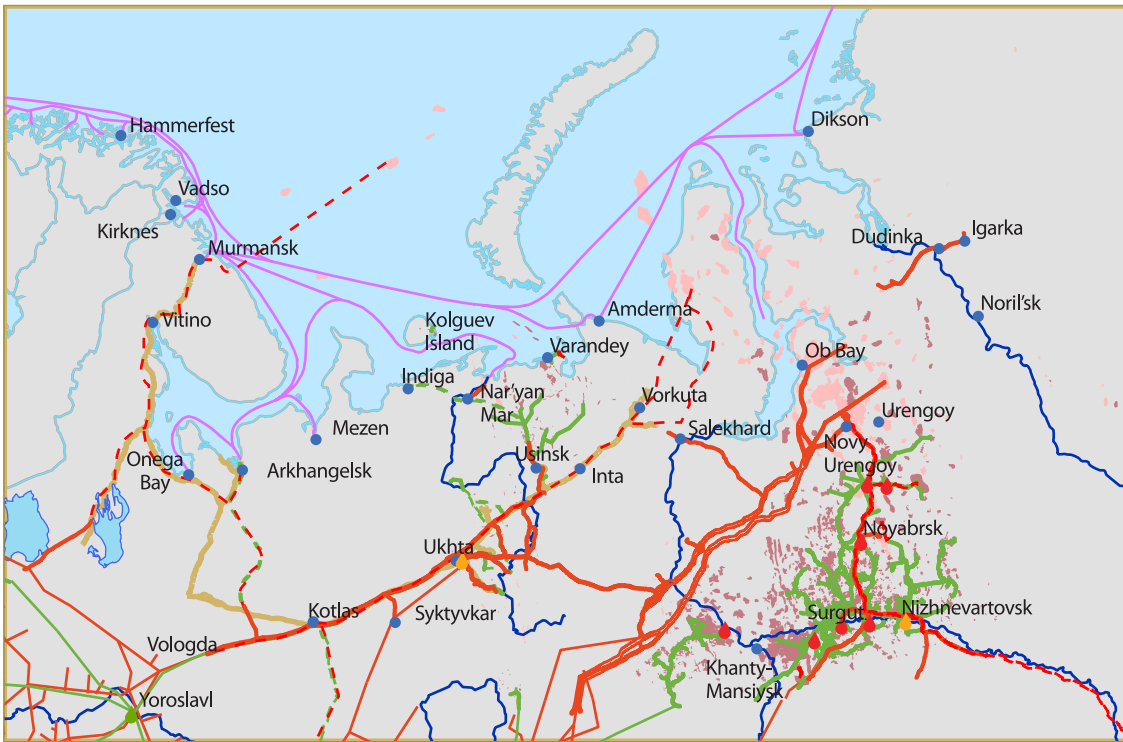 Hammerfest
Dikson
Vadso
Kirknes
Dudinka
Igarka
Murmansk
Noril'sk
Vitino
Amderma
Kolguev
Island
Varandey
Ob Bay
Indiga
Nar'yan
Mar
Vorkuta
Urengoy
Mezen
Salekhard
Novy
Urengoy
Onega
Bay
Arkhangelsk
Usinsk
Inta
Noyabrsk
Ukhta
Kotlas
Syktyvkar
Surgut
Nizhnevartovsk
Vologda
Khanty-
Mansiysk
Yoroslavl